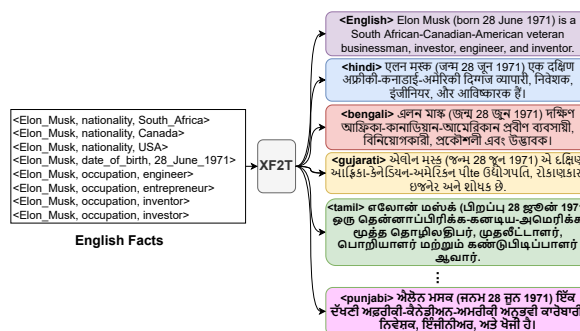 <Elon_Musk, nationality, South_Africa>
<Elon_Musk, nationality, Canada>
<Elon_Musk, nationality, USA>
<Elon_Musk, date_of_birth, 28_June_1971>
<Elon_Musk, occupation, engineer>
<Elon_Musk, occupation, entrepreneur>
<Elon_Musk, occupation, inventor>
<Elon_Musk, occupation, investor>
English Facts
XF2T
<English> Elon Musk (born 28 June 1971) is a
South African-Canadian-American veteran
businessman, investor, engineer, and inventor.
<hindi> एलन मस्क (जन्म 28 जून 1971) एक दक्षिण
अफ्रीकी-कनाडाई-अमेरिकी दिग्गज व्यापारी, निवेशक,
इंजीनियर, और आविष्कारक हैं।
<bengali> এলন মাস্ক (জন্ম 28 জুন 1971) দক্ষিণ
আফ্রিকা-কানাডিয়ান-আমেরিকান প্রবীণ ব্যবসায়ী,
বিনিয়োগকারী, প্রকৌশলী এবং উদ্ভাবক।
<gujarati> એલોન મસ્ક (જન્મ 28 જૂન 1971) એ દક્ષિણ
આફ્રિકા-કેનેડિયન-અમેરિકન પીte ઉદ્યોગપતિ, રોકાણકાર
ઇજનેર અને શોધક છે.
<tamil> எலோன் மஸ்க் (பிறப்பு 28 ஜூன் 1971
ஒரு தென்னாப்பிரிக்க-கனடிய-அமெரிக்க
மூத்த தொழிலதிபர், முதலீட்டாளர்,
பொறியாளர் மற்றும் கண்டுபிடிப்பாளர்
ஆவார்.
<punjabi> ਐਲੋਨ ਮਸਕ (ਜਨਮ 28 ਜੂਨ 1971) ਇੱਕ
ਦੱਖਣੀ ਅਫ਼ਰੀਕੀ-ਕੈਨੇਡੀਅਨ-ਅਮਰੀਕੀ ਅਨੁਭਵੀ ਕਾਰੋਬਾਰੀ
ਨਿਵੇਸ਼ਕ, ਇੰਜੀਨੀਅਰ, ਅਤੇ ਖੋਜੀ ਹੈ।